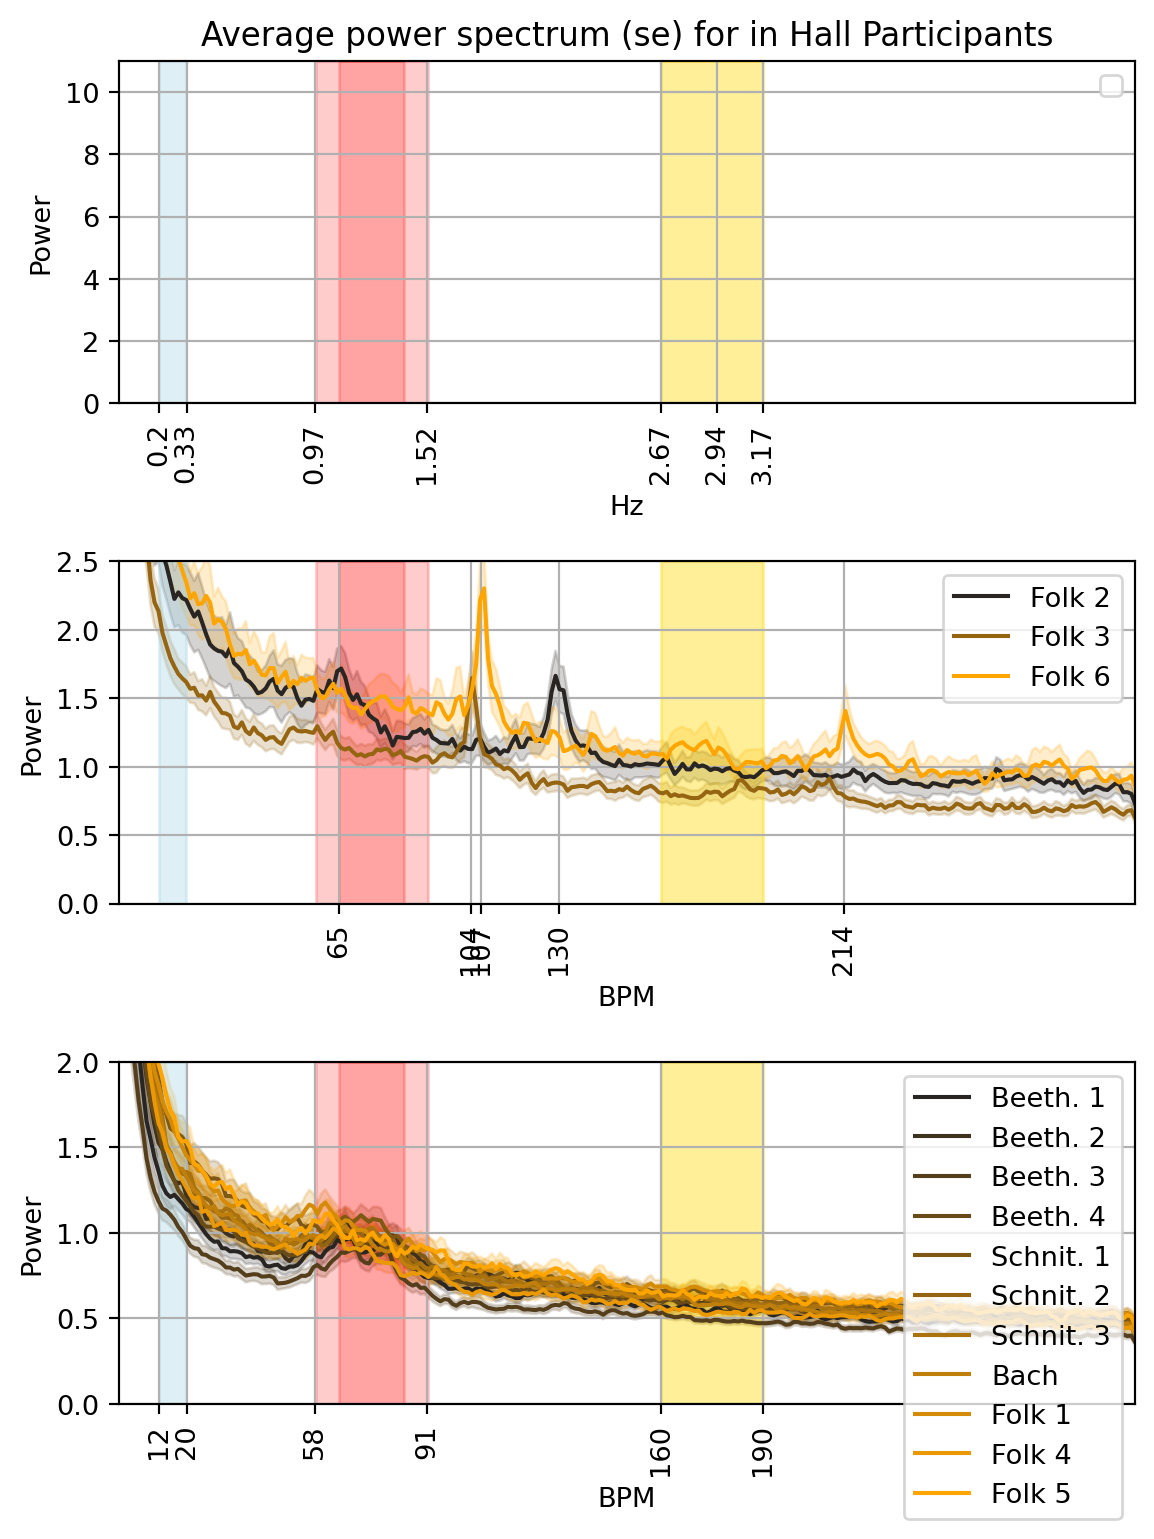 Average power spectrum (se) for in Hall Participants
10
8
6
4
2
0
Power
0.2
0.33
0.97
1.52
2.67
2.94
3.17
Hz
2.5
2.0
1.5
1.0
0.5
0.0
Power
Folk 2
Folk 3
Folk 6
65
104
107
130
214
BPM
2.0
1.5
1.0
0.5
0.0
Power
Beeth. 1
Beeth. 2
Beeth. 3
Beeth. 4
Schnit. 1
Schnit. 2
Schnit. 3
Bach
Folk 1
Folk 4
Folk 5
12
20
58
91
160
190
BPM